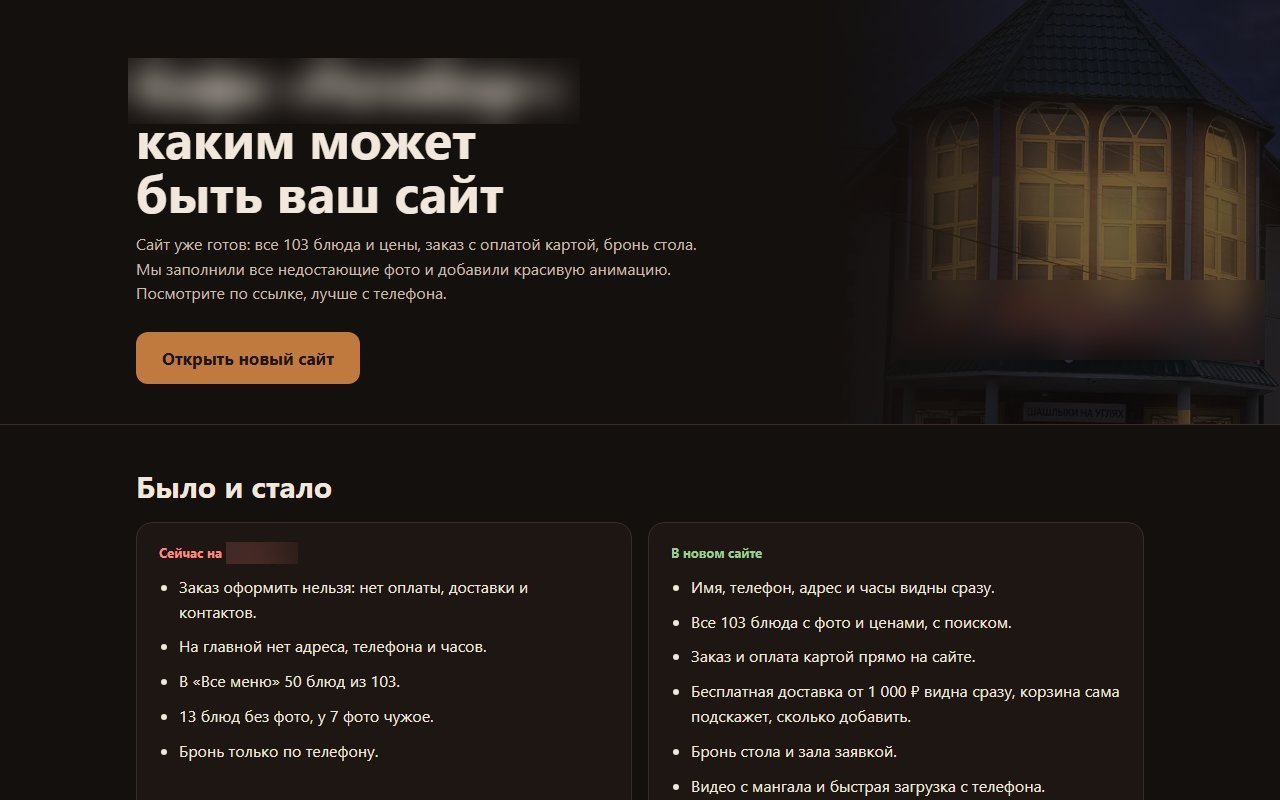 каким может
быть ваш сайт
Сайт уже готов: все 103 блюда и цены, заказ с оплатой картой, бронь стола.
Мы заполнили все недостающие фото и добавили красивую анимацию.
Посмотрите по ссылке, лучше с телефона.
Открыть новый сайт
ШАШЛЫКИ НА УГЛЯХ
Было и стало
Сейчас на
Заказ оформить нельзя: нет оплаты, доставки и
контактов.
На главной нет адреса, телефона и часов.
В «Все меню» 50 блюд из 103.
13 блюд без фото, у 7 фото чужое.
Бронь только по телефону.
В новом сайте
Имя, телефон, адрес и часы видны сразу.
Все 103 блюда с фото и ценами, с поиском.
Заказ и оплата картой прямо на сайте.
Бесплатная доставка от 1 000 ₽ видна сразу, корзина сама
подскажет, сколько добавить.
Бронь стола и зала заявкой.
Видео с мангала и быстрая загрузка с телефона.